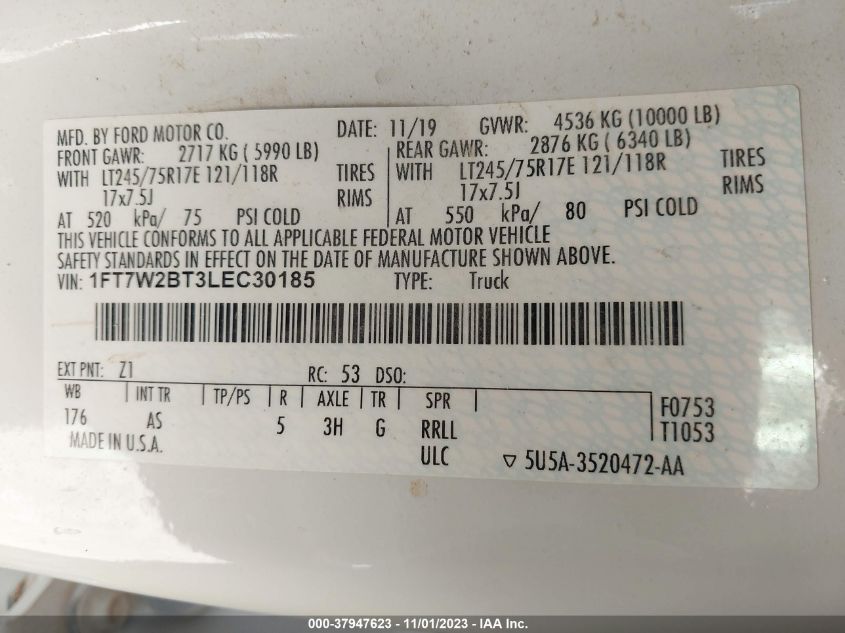 MFD. BY FORD MOTOR CO. DATE: 11/19 GVWR: 4536 KG (10000 LB)
FRONT GAWR: 2717 KG ( 5990 LB) REAR GAWR: 2876 KG ( 6340 LB)
WITH LT245/75R17E 121/118R TIRES WITH LT245/75R17E 121/118R TIRES
17x7.5J RIMS 17x7.5J RIMS
AT 520 kPa/ 75 PSI COLD AT 550 kPa/ 80 PSI COLD
THIS VEHICLE CONFORMS TO ALL APPLICABLE FEDERAL MOTOR VEHICLE
SAFETY STANDARDS IN EFFECT ON THE DATE OF MANUFACTURE SHOWN ABOVE.
VIN: 1FT7W2BT3LEC30185 TYPE: Truck
EXT PNT: Z1 RC: 53 DSO:
WB INT TR TP/PS R AXLE TR SPR F0753
176 AS 5 3H G RRLL T1053
MADE IN U.S.A. ULC ▽ 5U5A-3520472-AA
000-37947623 - 11/01/2023 - IAA Inc.